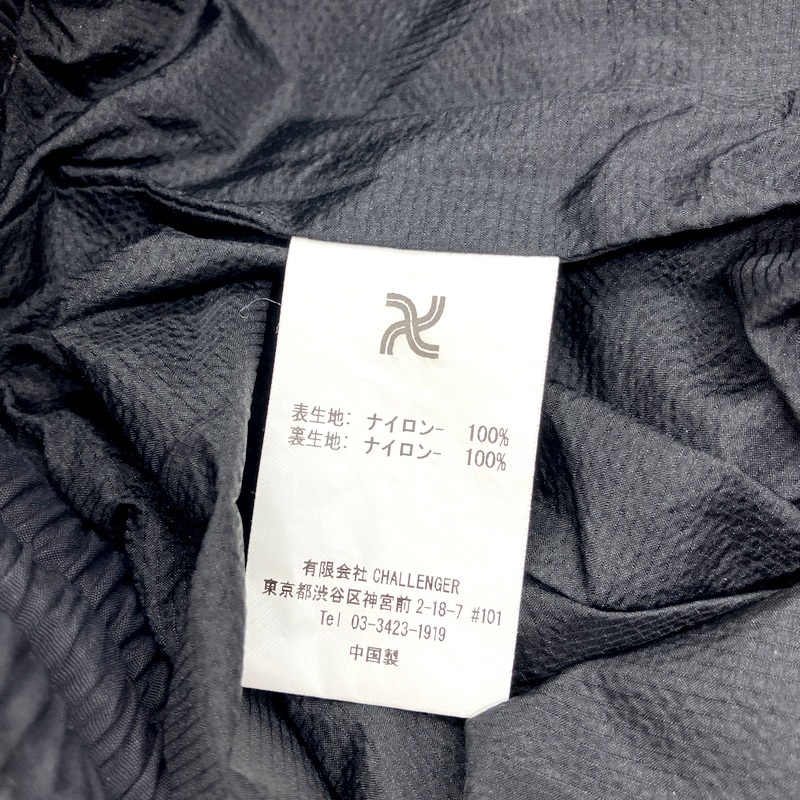 表生地: ナイロン- 100%
裏生地: ナイロン- 100%
有限会社 CHALLENGER
東京都渋谷区神宮前 2-18-7 #101
Tel 03-3423-1919
中国製